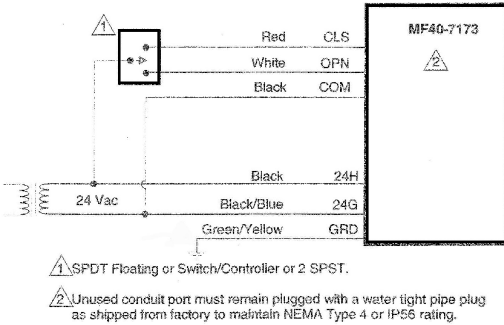 1
Red CLS
MF40-7173
White OPN
2
Black COM
Black 24H
24 Vac
Black/Blue 24G
Green/Yellow GRD
1 SPDT Floating or Switch/Controller or 2 SPST.
2 Unused conduit port must remain plugged with a water tight pipe plug
as shipped from factory to maintain NEMA Type 4 or IP56 rating.